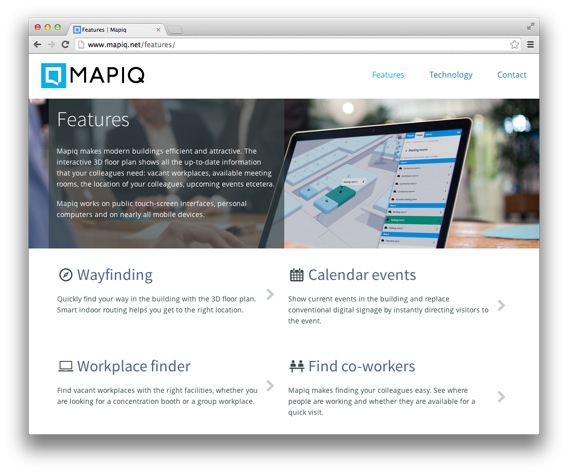 Features | Mapiq
www.mapiq.net/features/
MAPIQ
Features Technology Contact
Features
Mapiq makes modern buildings efficient and attractive. The
interactive 3D floor plan shows all the up-to-date information
that your colleagues need: vacant workplaces, available meeting
rooms, the location of your colleagues, upcoming events etcetera.
Mapiq works on public touch-screen interfaces, personal
computers and on nearly all mobile devices.
Wayfinding
Quickly find your way in the building with the 3D floor plan.
Smart indoor routing helps you get to the right location.
Calendar events
Show current events in the building and replace
conventional digital signage by instantly directing visitors to
the event.
Workplace finder
Find vacant workplaces with the right facilities, whether you
are looking for a concentration booth or a group workplace.
Find co-workers
Mapiq makes finding your colleagues easy. See where
people are working and whether they are available for a
quick visit.